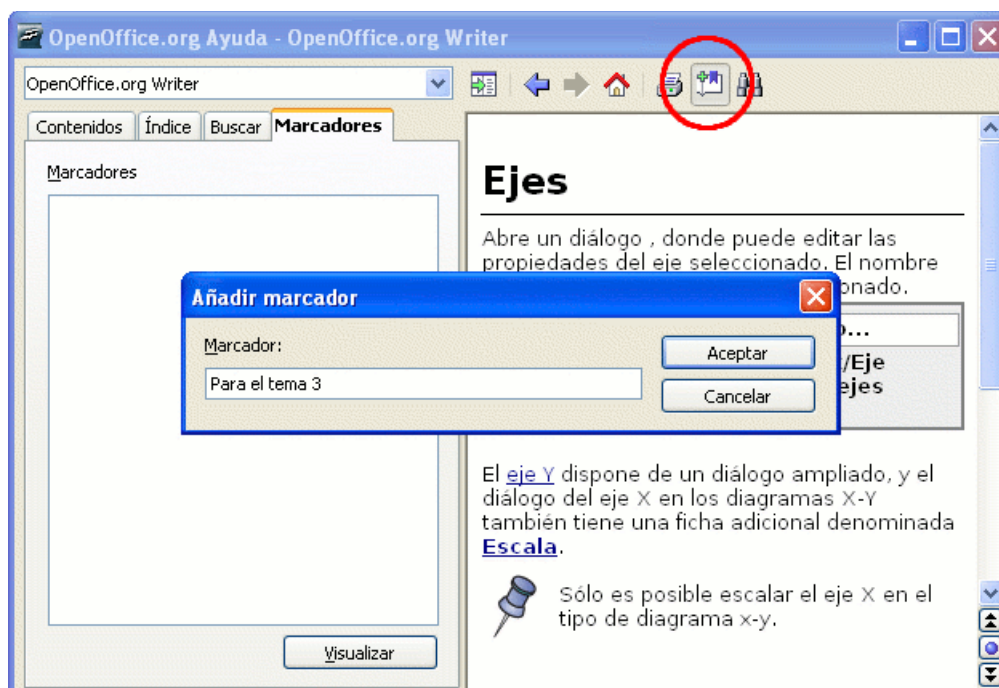 OpenOffice.org Ayuda - OpenOffice.org Writer
OpenOffice.org Writer
Contenidos Índice Buscar Marcadores
Marcadores
Ejes
Abre un diálogo , donde puede editar las
propiedades del eje seleccionado. El nombre
onado.
Añadir marcador
Marcador:
Para el tema 3
Aceptar
Cancelar
...
/Eje
ejes
El eje Y dispone de un diálogo ampliado, y el
diálogo del eje X en los diagramas X-Y
también tiene una ficha adicional denominada
Escala.
Sólo es posible escalar el eje X en el
tipo de diagrama x-y.
Visualizar